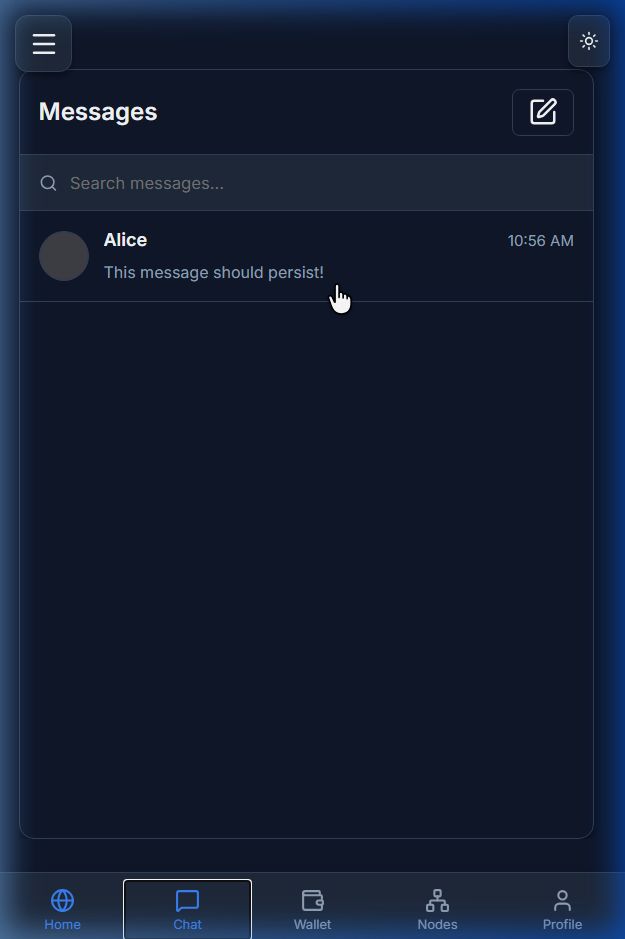 Messages
Search messages...
Alice
10:56 AM
This message should persist!
Home
Chat
Wallet
Nodes
Profile